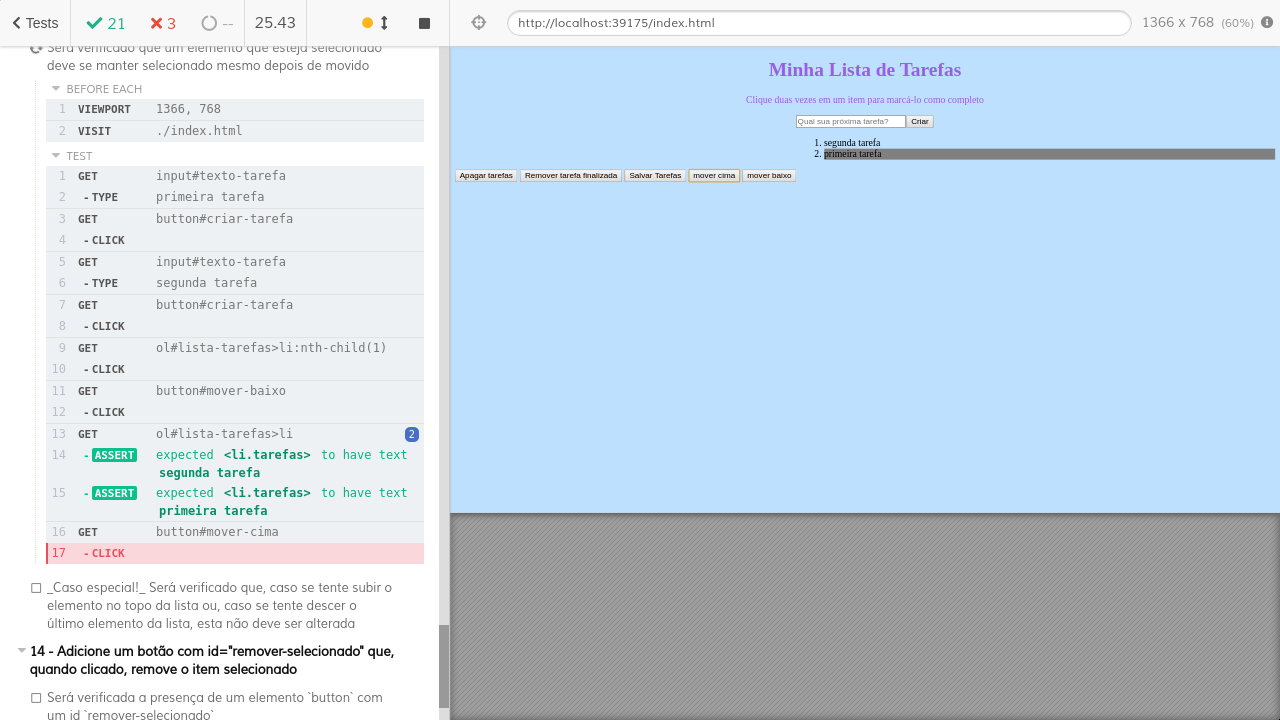 Tests 21 3 -- 25.43
http://localhost:39175/index.html 1366 x 768 (60%)
Será verificado que um elemento que esteja selecionado
deve se manter selecionado mesmo depois de movido
BEFORE EACH
1 VIEWPORT 1366, 768
2 VISIT ./index.html
TEST
1 GET input#texto-tarefa
2 -TYPE primeira tarefa
3 GET button#criar-tarefa
4 -CLICK
5 GET input#texto-tarefa
6 -TYPE segunda tarefa
7 GET button#criar-tarefa
8 -CLICK
9 GET ol#lista-tarefas>li:nth-child(1)
10 -CLICK
11 GET button#mover-baixo
12 -CLICK
13 GET ol#lista-tarefas>li 2
14 -ASSERT expected <li.tarefas> to have text
segunda tarefa
15 -ASSERT expected <li.tarefas> to have text
primeira tarefa
16 GET button#mover-cima
17 -CLICK
_Caso especial!_ Será verificado que, caso se tente subir o
elemento no topo da lista ou, caso se tente descer o
último elemento da lista, esta não deve ser alterada
14 - Adicione um botão com id="remover-selecionado" que,
quando clicado, remove o item selecionado
Será verificada a presença de um elemento `button` com
um id `remover-selecionado`
Minha Lista de Tarefas
Clique duas vezes em um item para marcá-lo como completo
Qual sua próxima tarefa? Criar
1. segunda tarefa
2. primeira tarefa
Apagar tarefas Remover tarefa finalizada Salvar Tarefas mover cima mover baixo